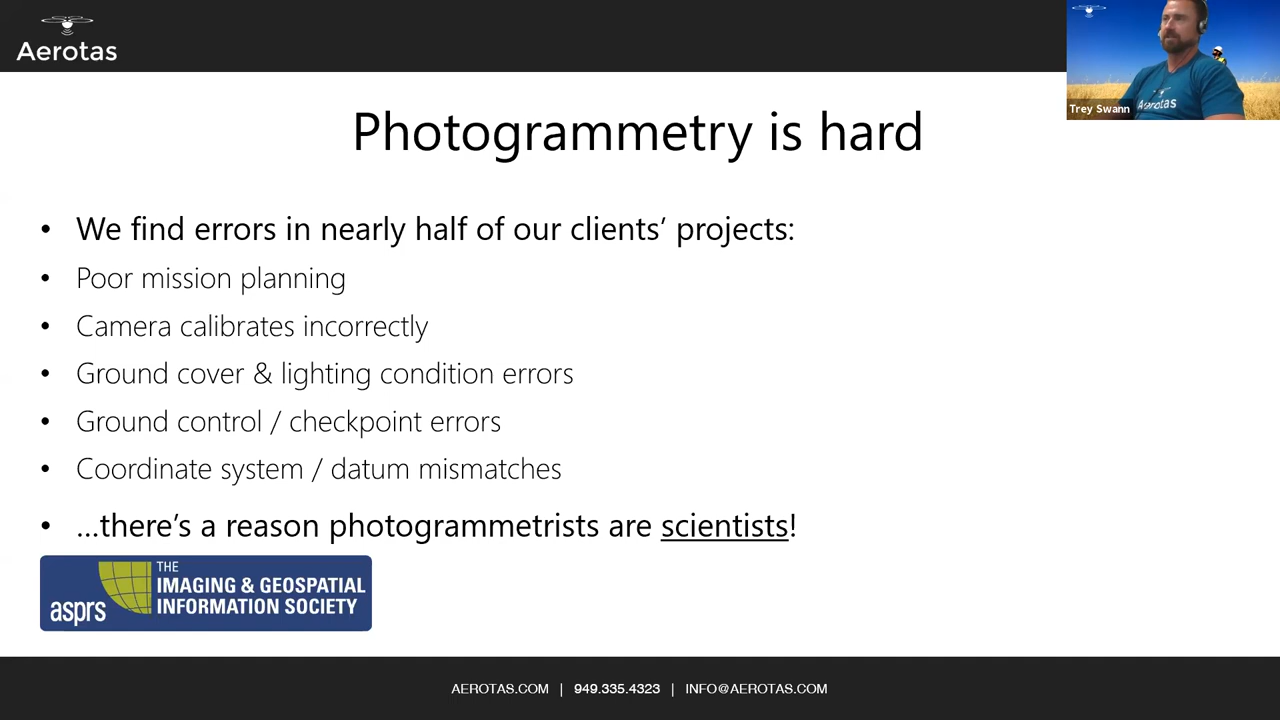 Aerotas
Trey Swann
Aerotas
Photogrammetry is hard
• We find errors in nearly half of our clients’ projects:
• Poor mission planning
• Camera calibrates incorrectly
• Ground cover & lighting condition errors
• Ground control / checkpoint errors
• Coordinate system / datum mismatches
• …there’s a reason photogrammetrists are scientists!
asprs
THE
IMAGING & GEOSPATIAL
INFORMATION SOCIETY
AEROTAS.COM | 949.335.4323 | INFO@AEROTAS.COM